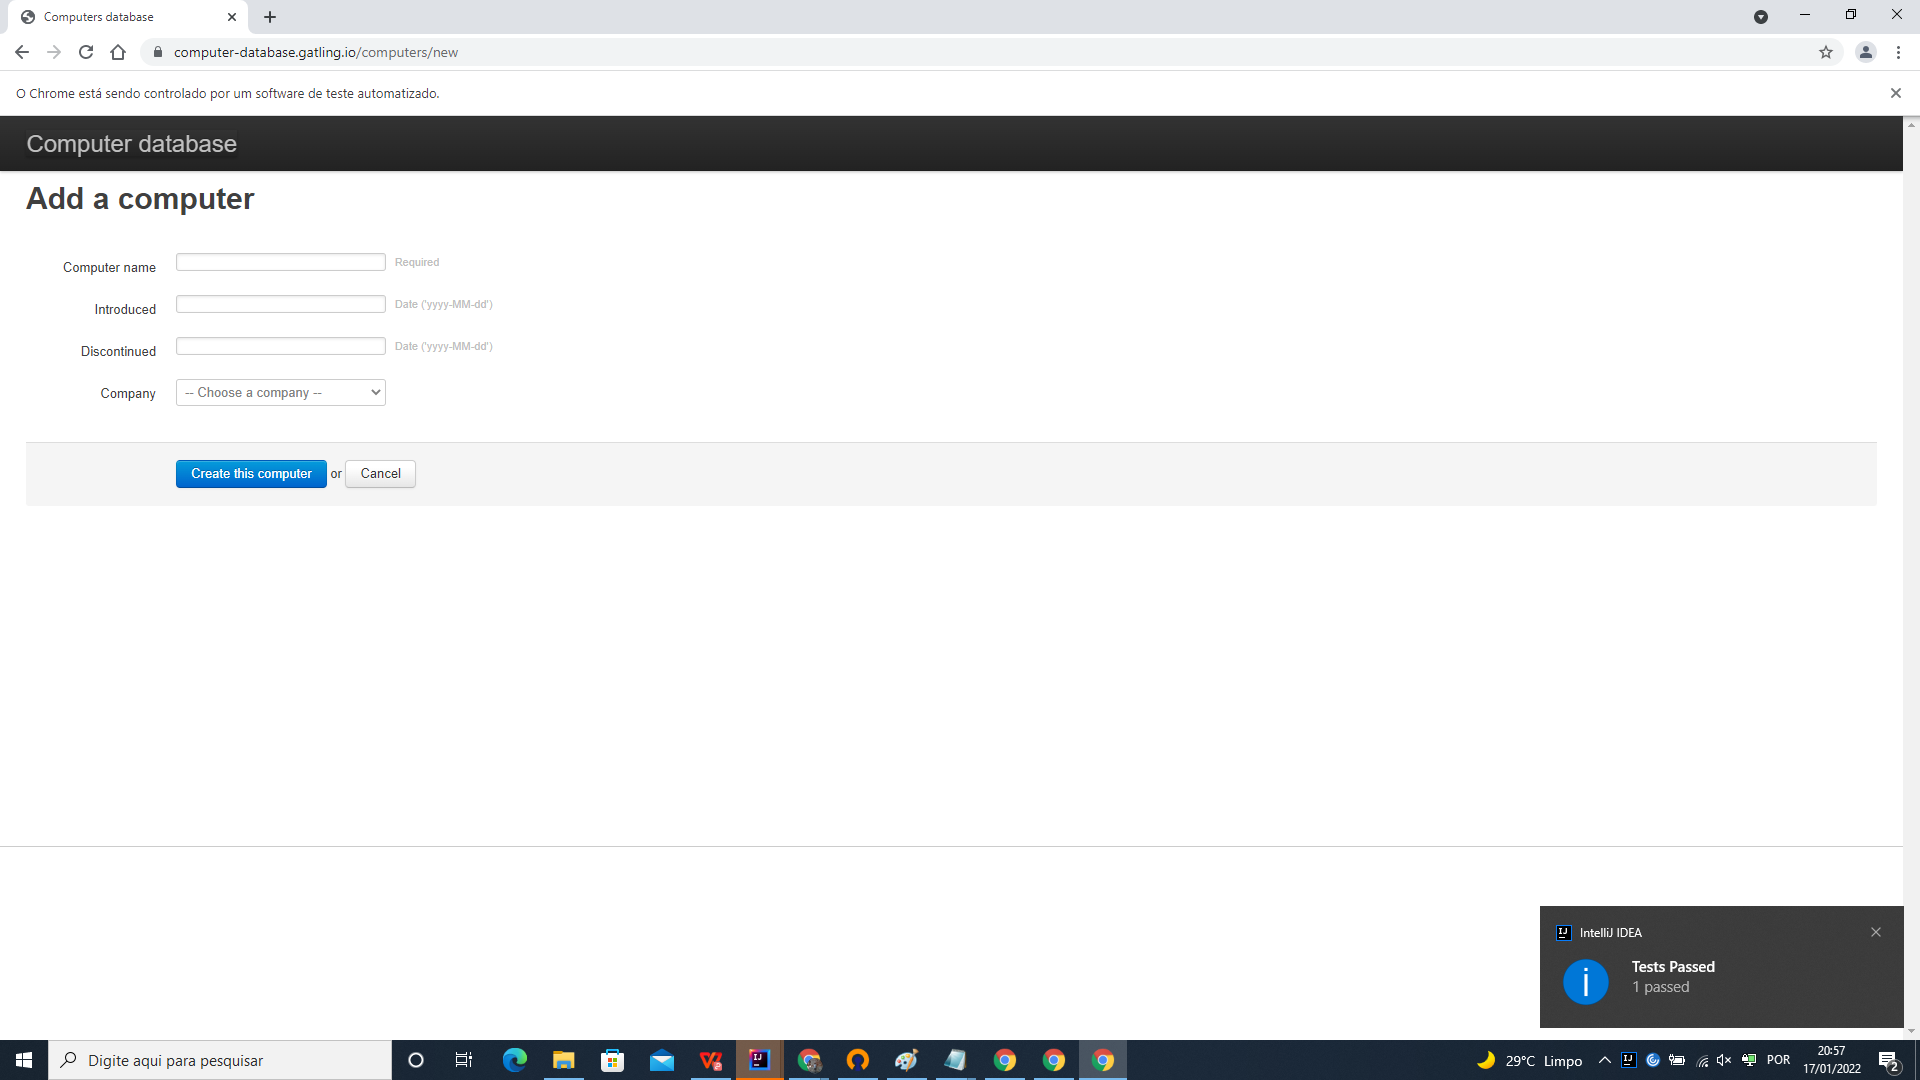 Computers database
computer-database.gatling.io/computers/new
O Chrome está sendo controlado por um software de teste automatizado.
Computer database
Add a computer
Computer name
Required
Introduced
Date ('yyyy-MM-dd')
Discontinued
Date ('yyyy-MM-dd')
Company
-- Choose a company --
Create this computer or Cancel
IntelliJ IDEA
Tests Passed
1 passed
Digite aqui para pesquisar
29°C Limpo
POR
20:57
17/01/2022
2